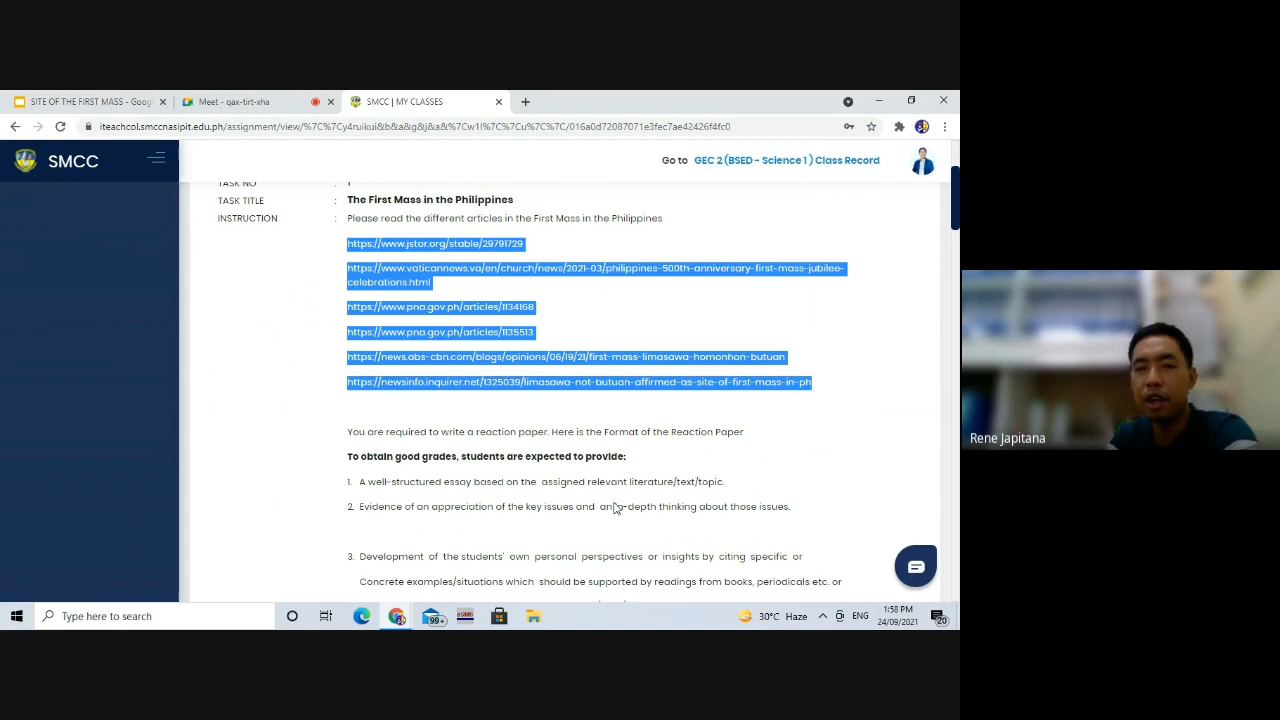 SITE OF THE FIRST MASS - Goog
Meet - qax-tirt-xha
SMCC | MY CLASSES
iteachcol.smccnasipit.edu.ph/assignment/view/%7C%7Cy4ruikui&b&a&g&j&a&%7Cw1l%7C%7Cu%7C%7C/016a0d72087071e3fec7ae42426f4fc0
SMCC
Go to GEC 2 (BSED - Science 1 ) Class Record
TASK NO : 1
TASK TITLE : The First Mass in the Philippines
INSTRUCTION : Please read the different articles in the First Mass in the Philippines
https://www.jstor.org/stable/29791729
https://www.vaticannews.va/en/church/news/2021-03/philippines-500th-anniversary-first-mass-jubilee-
celebrations.html
https://www.pna.gov.ph/articles/1134168
https://www.pna.gov.ph/articles/1135513
https://news.abs-cbn.com/blogs/opinions/06/19/21/first-mass-limasawa-homonhon-butuan
https://newsinfo.inquirer.net/1325039/limasawa-not-butuan-affirmed-as-site-of-first-mass-in-ph
You are required to write a reaction paper. Here is the Format of the Reaction Paper
To obtain good grades, students are expected to provide:
1. A well-structured essay based on the assigned relevant literature/text/topic.
2. Evidence of an appreciation of the key issues and an in-depth thinking about those issues.
3. Development of the students' own personal perspectives or insights by citing specific or
Concrete examples/situations which should be supported by readings from books, periodicals etc. or
Rene Japitana
Type here to search
99+
eSMS
30°C Haze
ENG
1:58 PM
24/09/2021
20